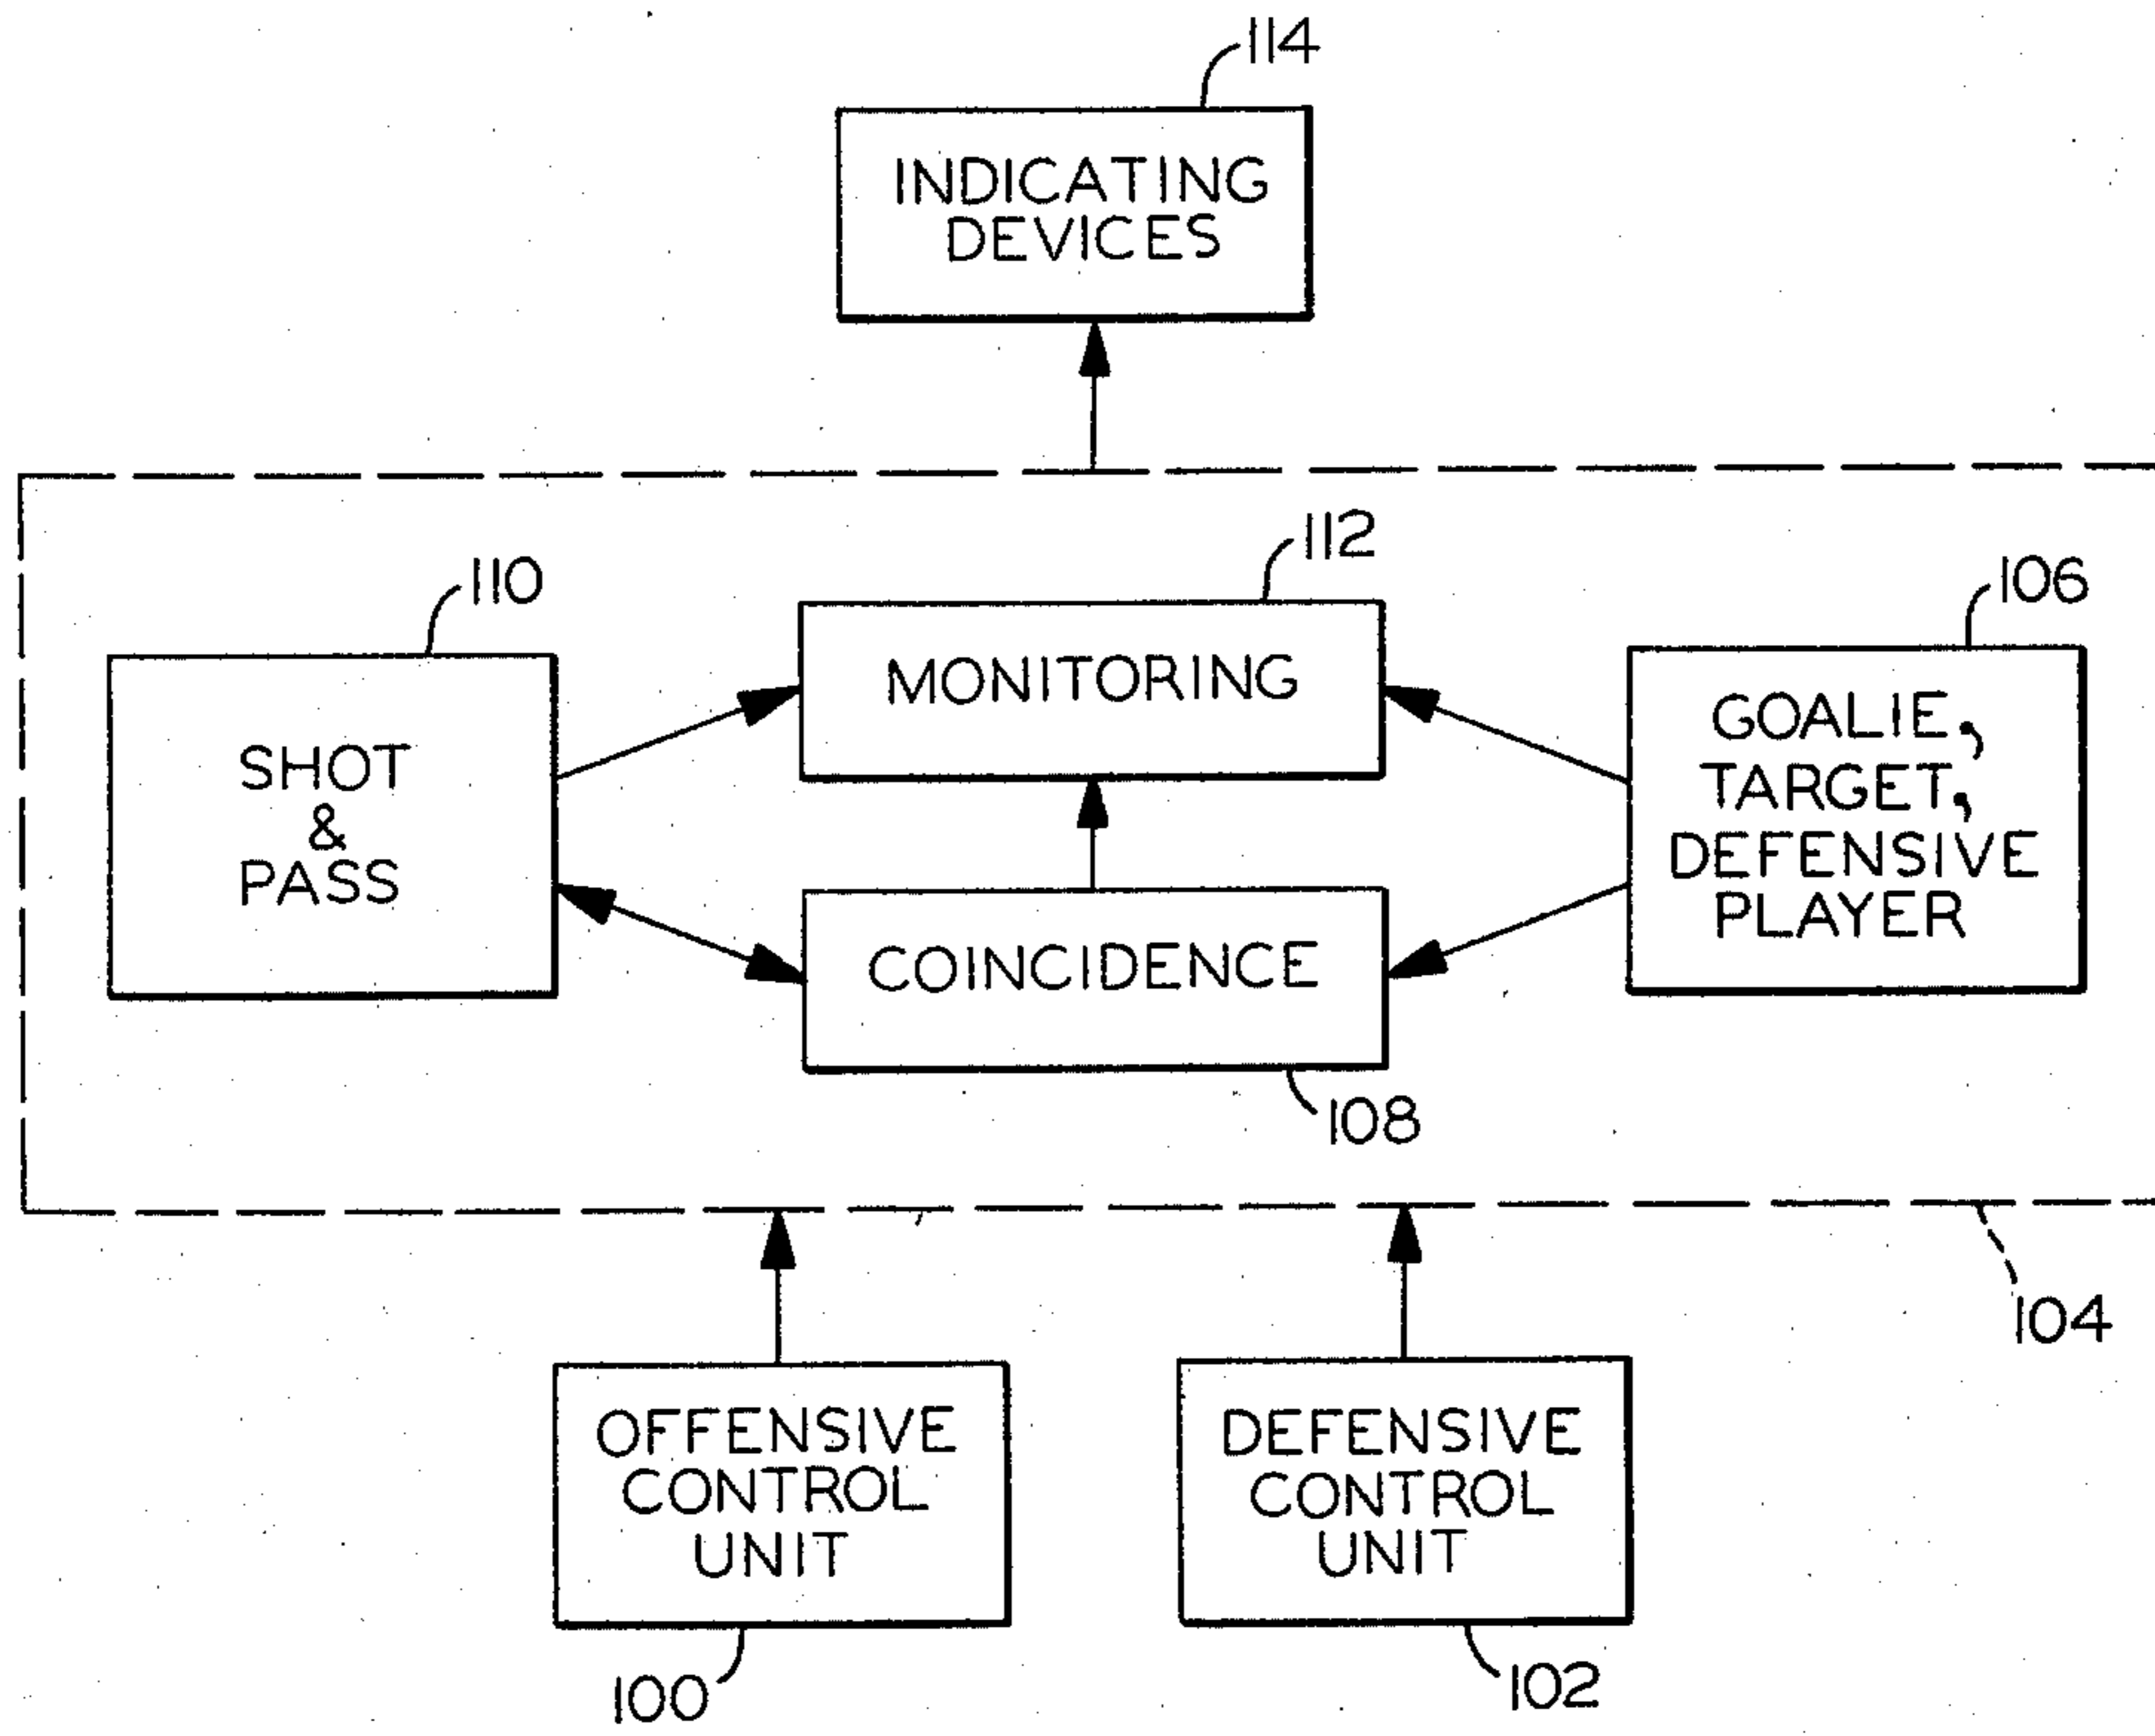 114
INDICATING
DEVICES
112
110
106
MONITORING
GOALIE,
TARGET,
DEFENSIVE
PLAYER
SHOT
&
PASS
COINCIDENCE
108
104
OFFENSIVE
CONTROL
UNIT
DEFENSIVE
CONTROL
UNIT
100
102